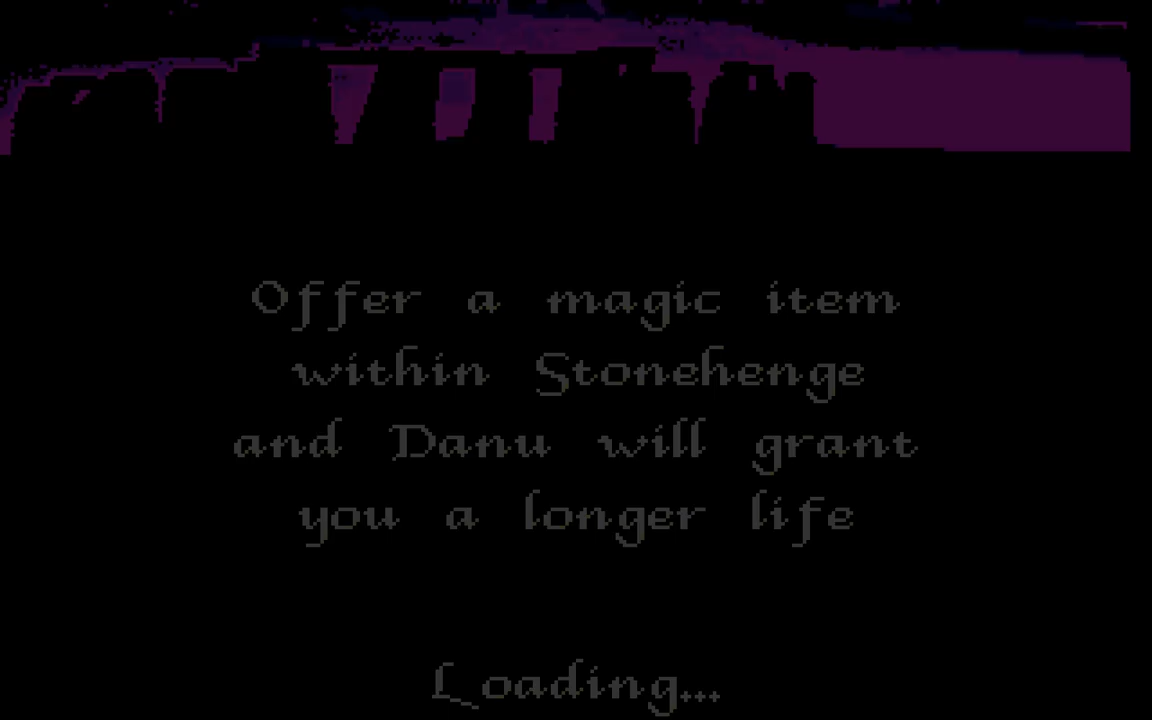 Offer a magic item
within Stonehenge
and Danu will grant
you a longer life
Loading...